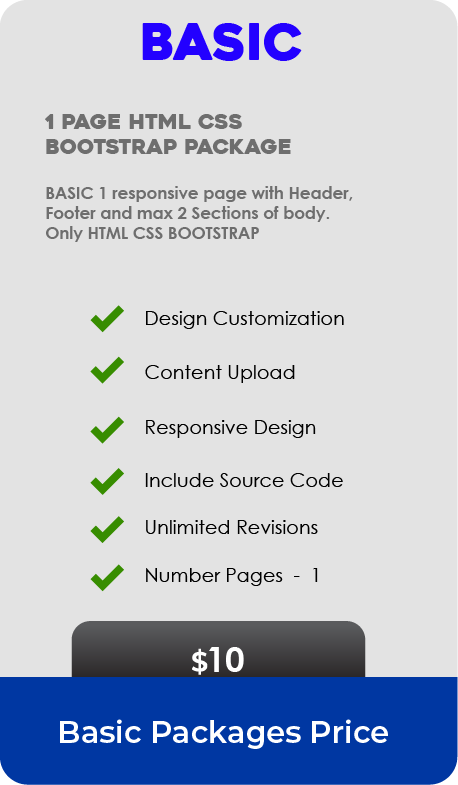 BASIC
1 PAGE HTML CSS
BOOTSTRAP PACKAGE
BASIC 1 responsive page with Header,
Footer and max 2 Sections of body.
Only HTML CSS BOOTSTRAP
Design Customization
Content Upload
Responsive Design
Include Source Code
Unlimited Revisions
Number Pages - 1
$10
Basic Packages Price